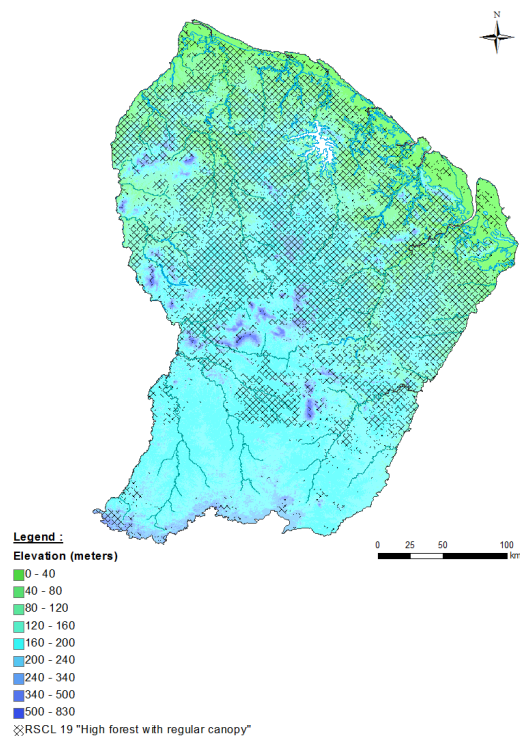 N
Legend :
Elevation (meters)
0 25 50 100
km
0 - 40
40 - 80
80 - 120
120 - 160
160 - 200
200 - 240
240 - 340
340 - 500
500 - 830
RSCL 19 "High forest with regular canopy"